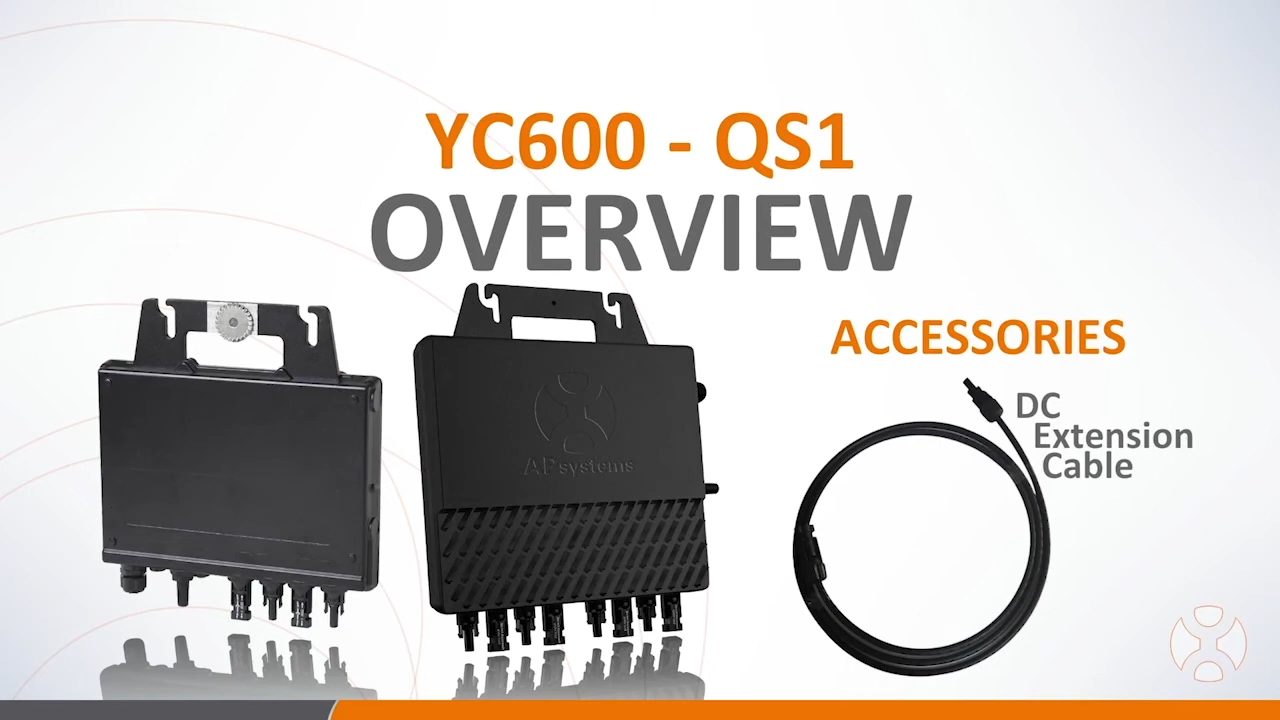 YC600 - QS1
OVERVIEW
ACCESSORIES
DC
Extension
Cable
APsystems